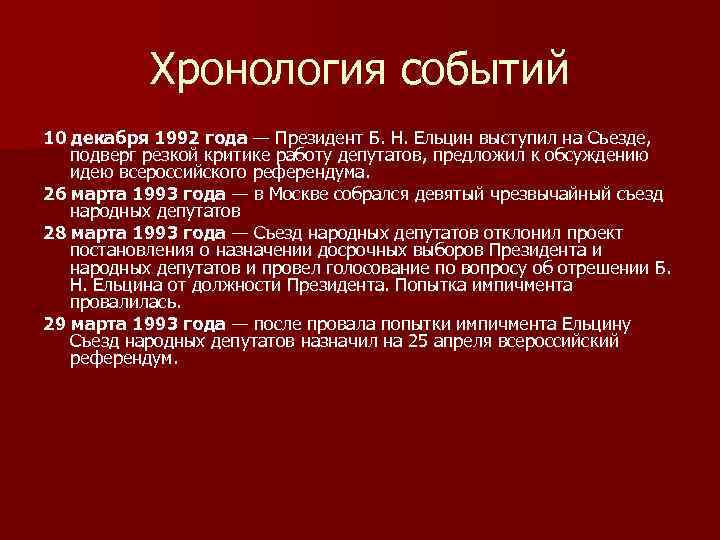 Хронология событий
10 декабря 1992 года — Президент Б. Н. Ельцин выступил на Съезде,
подверг резкой критике работу депутатов, предложил к обсуждению
идею всероссийского референдума.
26 марта 1993 года — в Москве собрался девятый чрезвычайный съезд
народных депутатов
28 марта 1993 года — Съезд народных депутатов отклонил проект
постановления о назначении досрочных выборов Президента и
народных депутатов и провел голосование по вопросу об отрешении Б.
Н. Ельцина от должности Президента. Попытка импичмента
провалилась.
29 марта 1993 года — после провала попытки импичмента Ельцину
Съезд народных депутатов назначил на 25 апреля всероссийский
референдум.